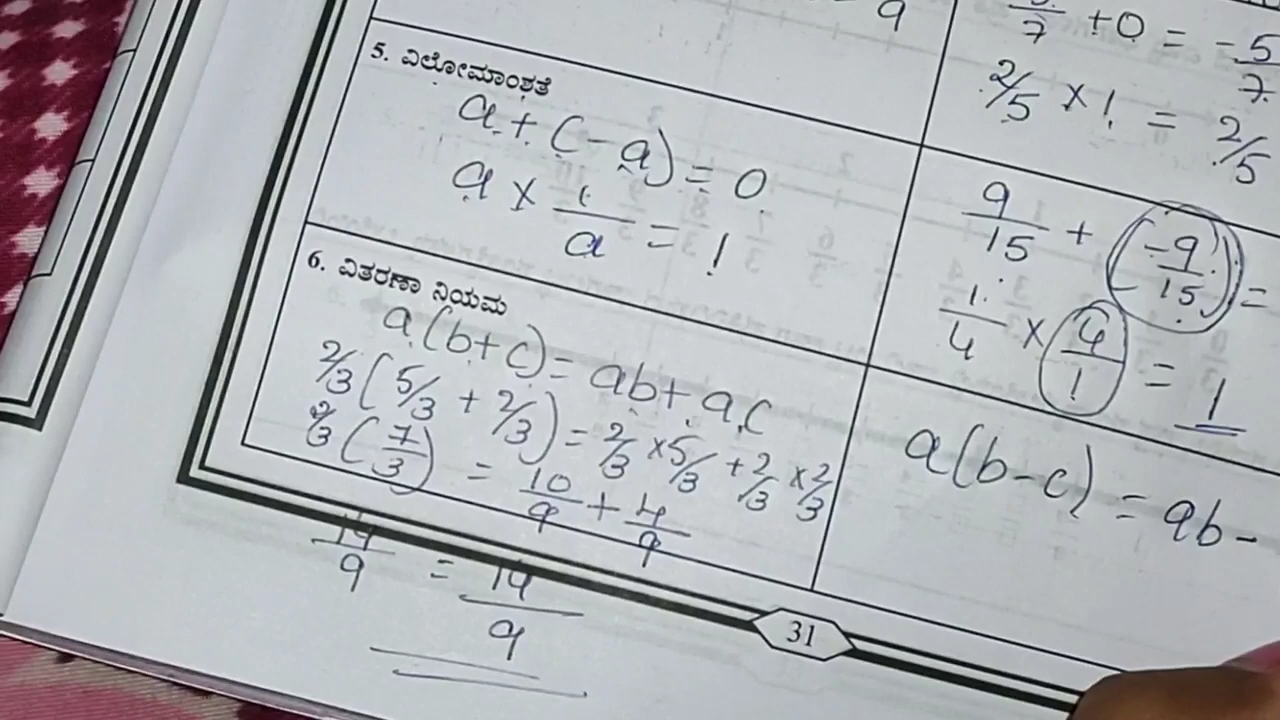 9
/7 + 0 = -5/7
2/5 × 1 = 2/5
5. ವಿಲೋಮಾಂಶತೆ
a + (-a) = 0
a × 1/a = 1
9/15 + (-9/15) =
1/4 × 4/1 = 1
6. ವಿತರಣಾ ನಿಯಮ
a(b+c) = ab + ac
2/3 (5/3 + 2/3) = 2/3 × 5/3 + 2/3 × 2/3
2/3 (7/3) = 10/9 + 4/9
14/9 = 14/9
a(b-c) = ab -
31